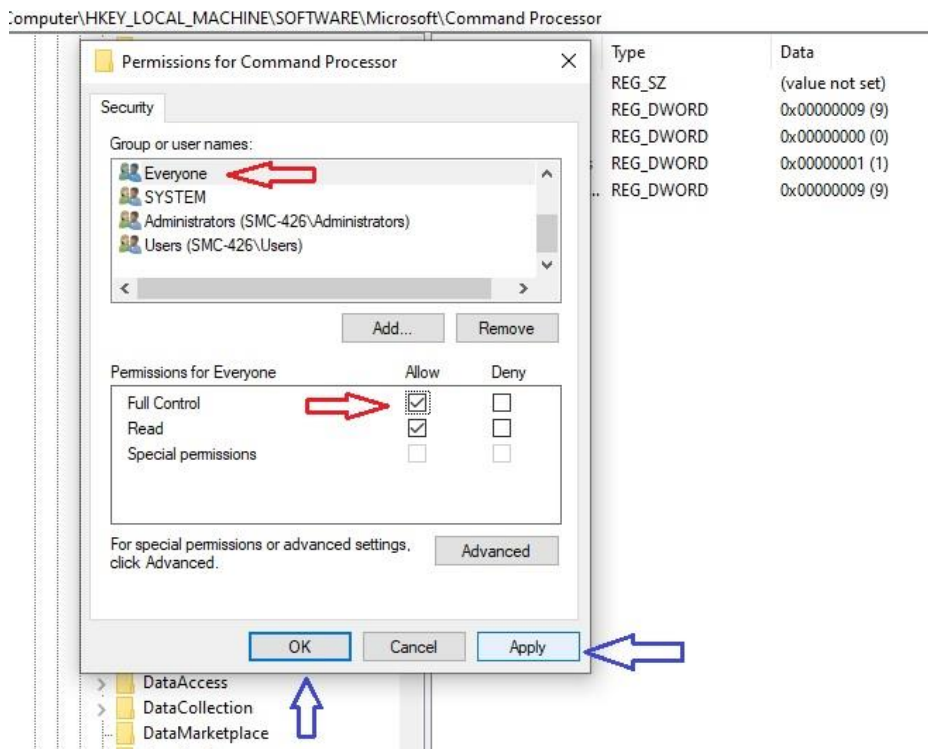 Computer\HKEY_LOCAL_MACHINE\SOFTWARE\Microsoft\Command Processor
Permissions for Command Processor
Type Data
REG_SZ (value not set)
REG_DWORD 0x00000009 (9)
REG_DWORD 0x00000000 (0)
REG_DWORD 0x00000001 (1)
REG_DWORD 0x00000009 (9)
Security
Group or user names:
Everyone
SYSTEM
Administrators (SMC-426\Administrators)
Users (SMC-426\Users)
Add... Remove
Permissions for Everyone Allow Deny
Full Control
Read
Special permissions
For special permissions or advanced settings,
click Advanced.
Advanced
OK Cancel Apply
DataAccess
DataCollection
DataMarketplace